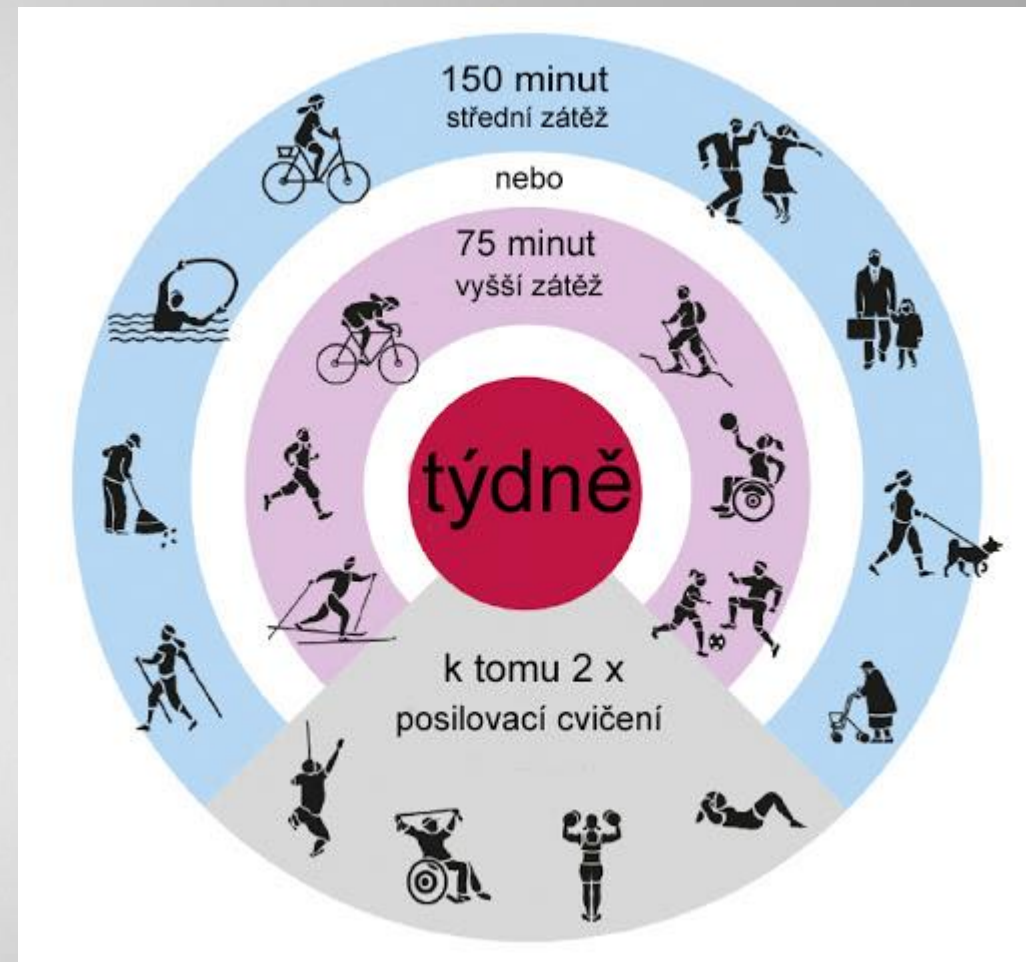 150 minut
střední zátěž
nebo
75 minut
vyšší zátěž
týdně
k tomu 2 x
posilovací cvičení